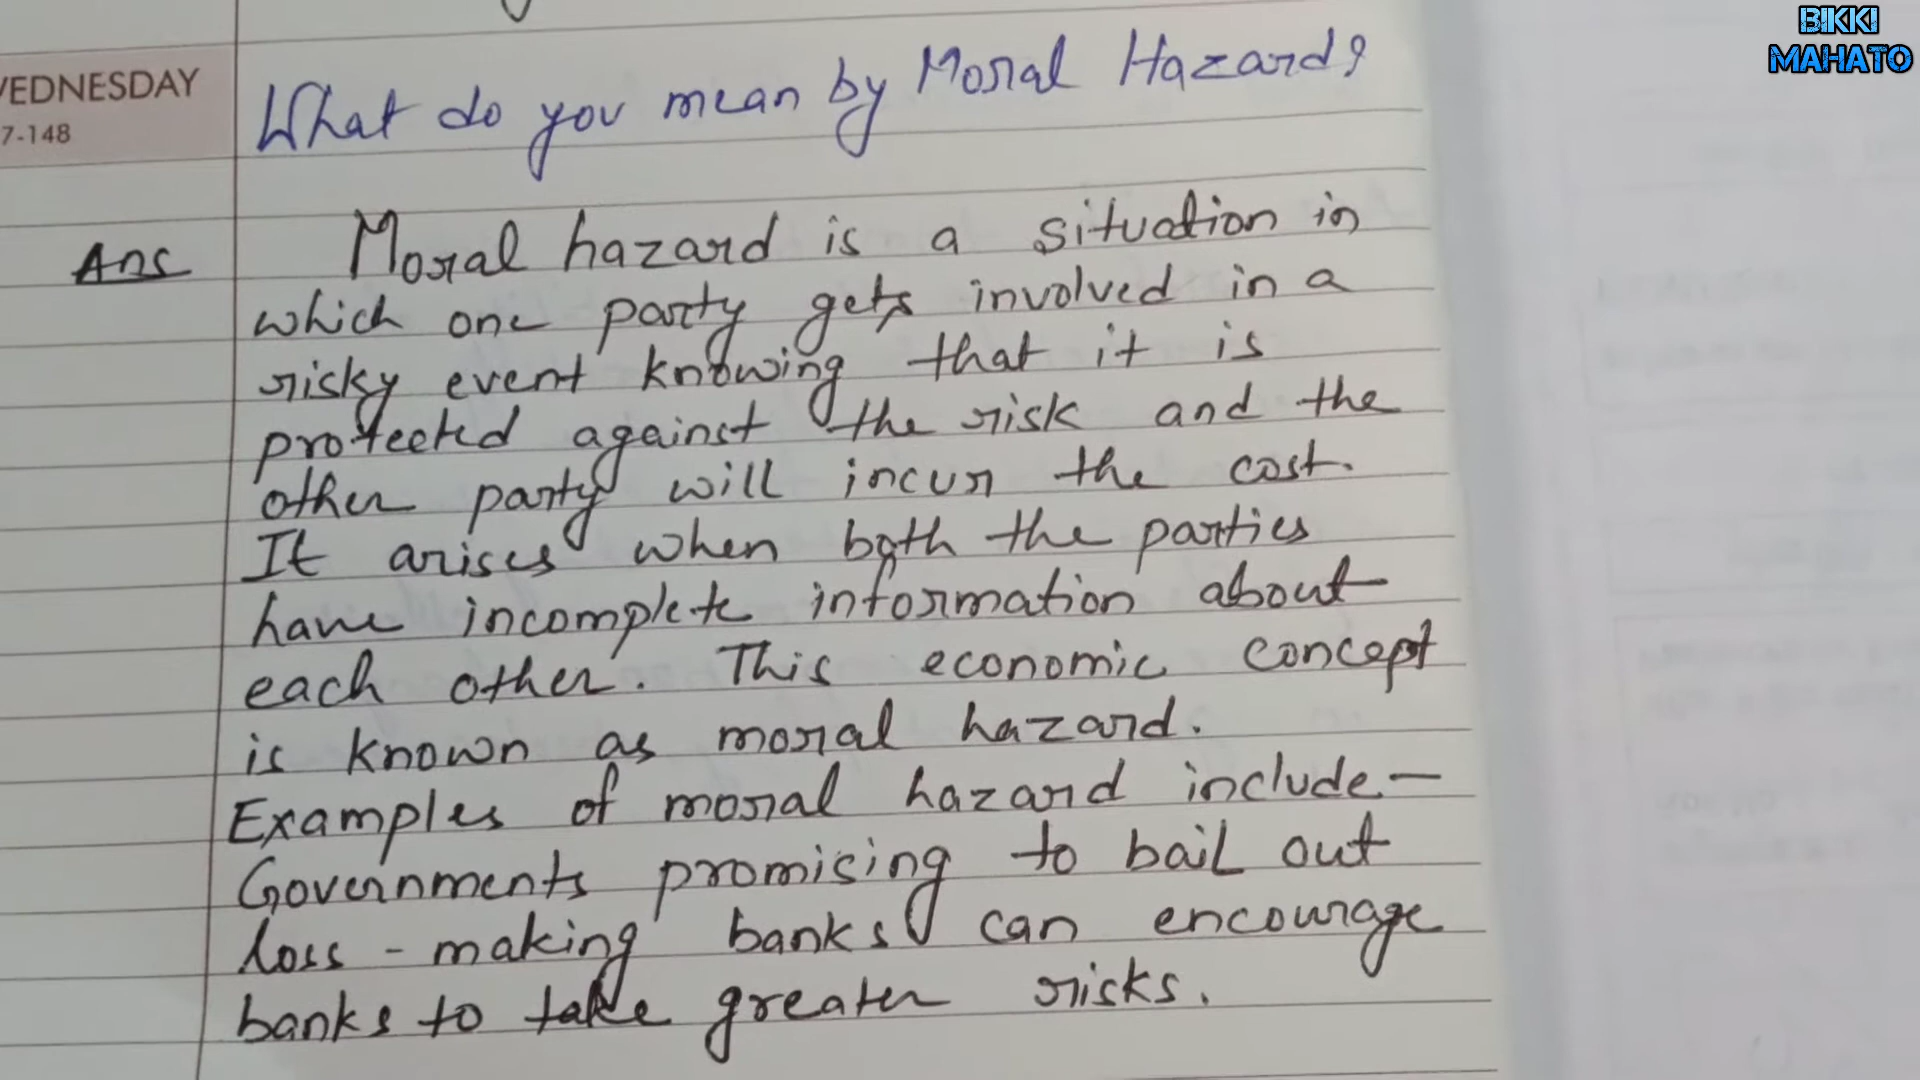 BIKKI
MAHATO
WEDNESDAY
7-148
What do you mean by Moral Hazard?
Ans
Moral hazard is a situation in
which one party gets involved in a
risky event knowing that it is
protected against the risk and the
other party will incur the cost.
It arises when both the parties
have incomplete information about
each other. This economic concept
is known as moral hazard.
Examples of moral hazard include -
Governments promising to bail out
loss - making banks can encourage
banks to take greater risks.